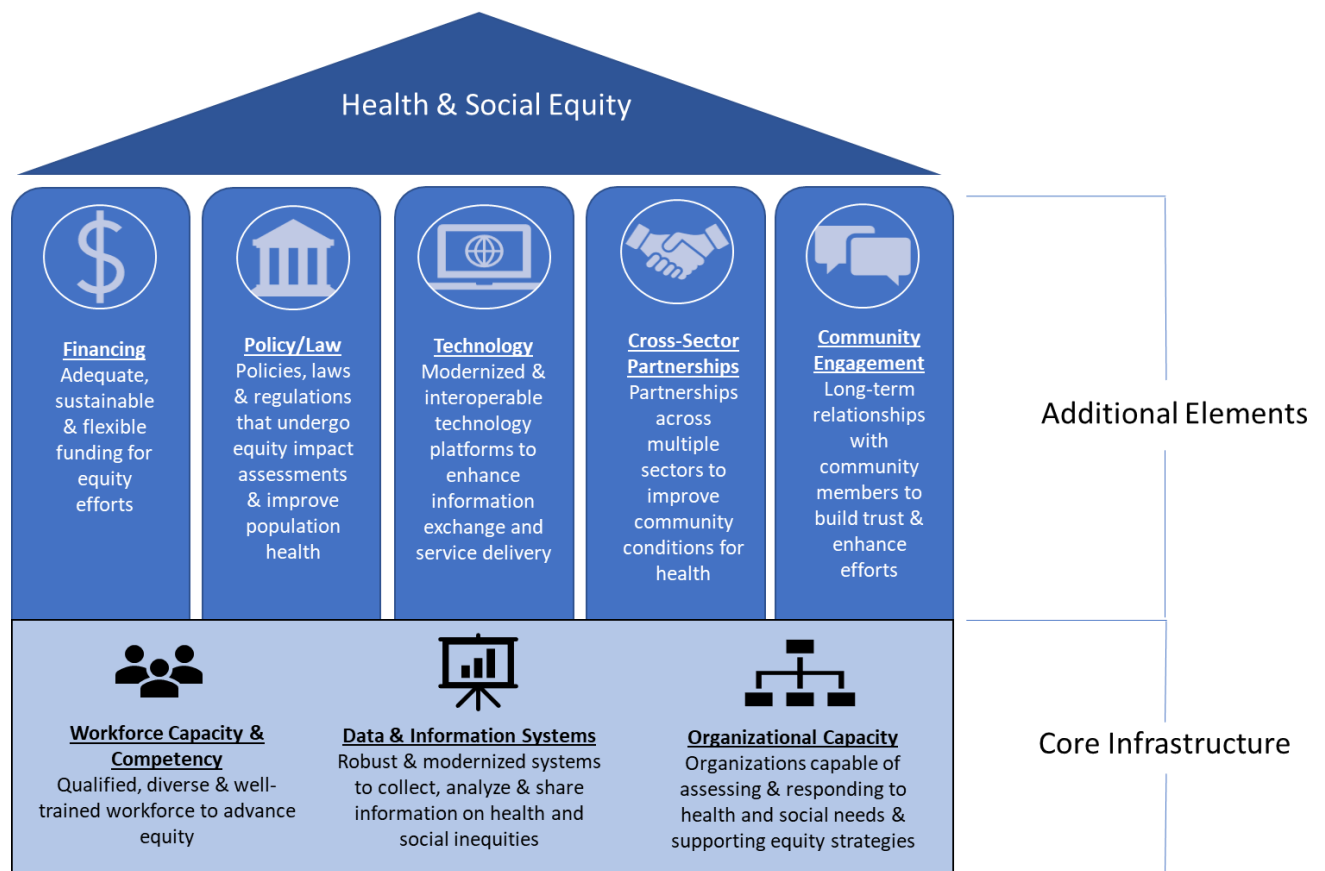 Health & Social Equity
Financing
Adequate,
sustainable
& flexible
funding for
equity
efforts
Policy/Law
Policies, laws
& regulations
that undergo
equity impact
assessments
& improve
population
health
Technology
Modernized &
interoperable
technology
platforms to
enhance
information
exchange and
service delivery
Cross-Sector
Partnerships
Partnerships
across
multiple
sectors to
improve
community
conditions for
health
Community
Engagement
Long-term
relationships
with
community
members to
build trust &
enhance
efforts
Additional Elements
Workforce Capacity &
Competency
Qualified, diverse & well-
trained workforce to advance
equity
Data & Information Systems
Robust & modernized systems
to collect, analyze & share
information on health and
social inequities
Organizational Capacity
Organizations capable of
assessing & responding to
health and social needs &
supporting equity strategies
Core Infrastructure